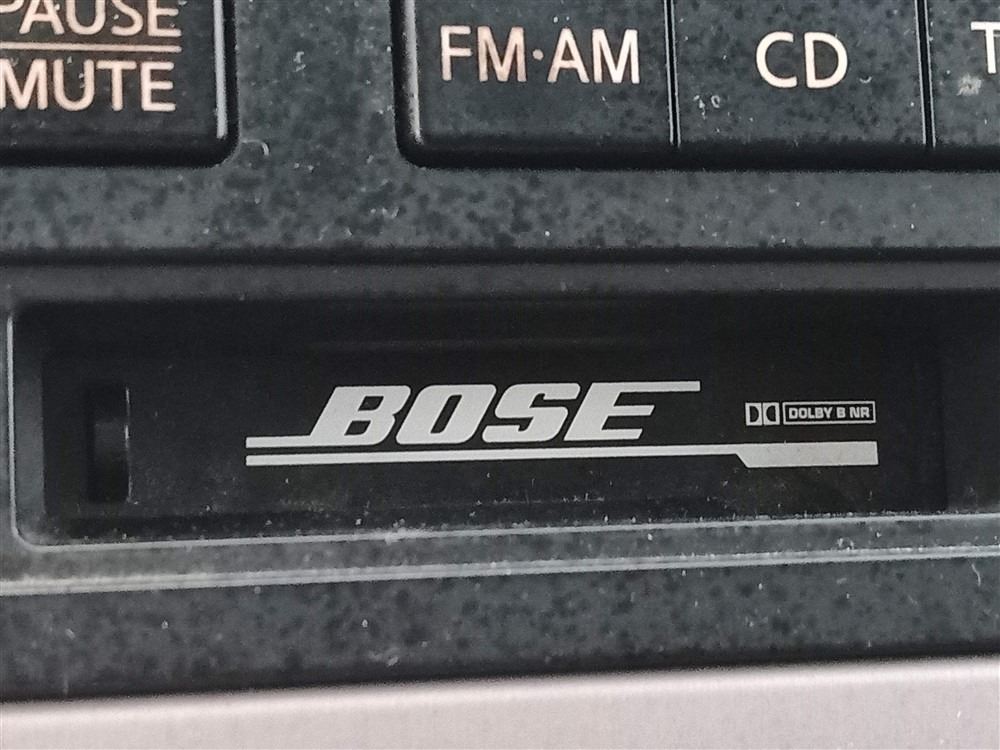 PAUSE
MUTE
FM·AM
CD
T
BOSE
DOLBY B NR